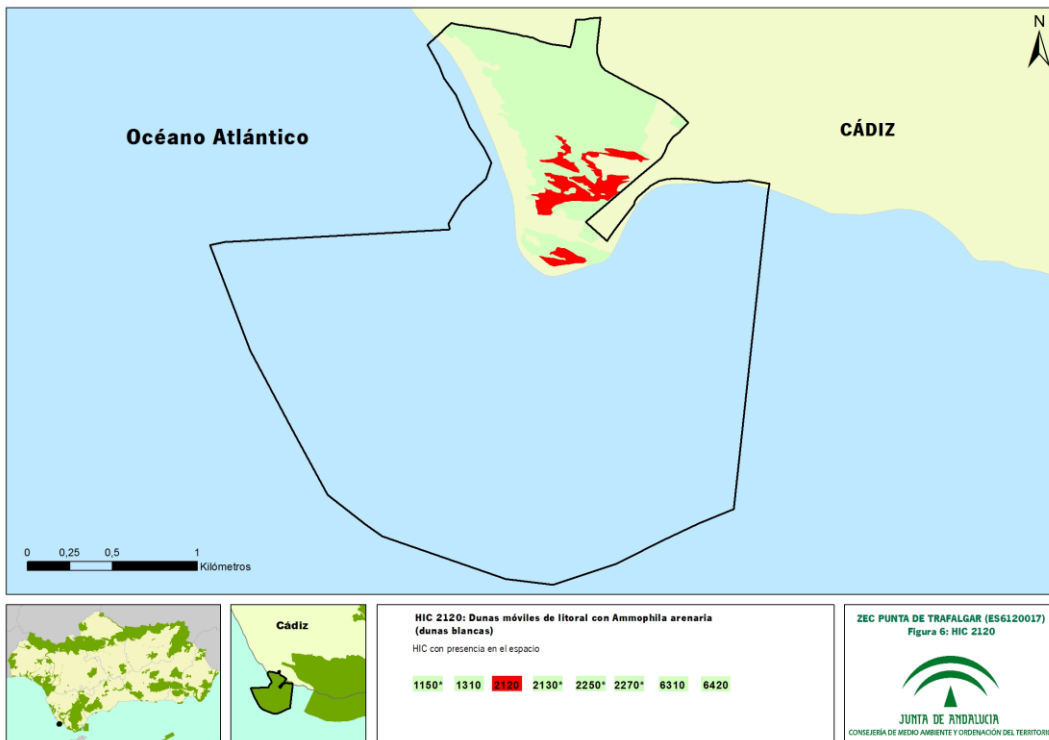 N
Océano Atlántico
CÁDIZ
0 0,25 0,5 1
Kilómetros
Cádiz
HIC 2120: Dunas móviles de litoral con Ammophila arenaria
(dunas blancas)
HIC con presencia en el espacio
1150* 1310 2120 2130* 2250* 2270* 6310 6420
ZEC PUNTA DE TRAFALGAR (ES6120017)
Figura 6: HIC 2120
JUNTA DE ANDALUCIA
CONSEJERÍA DE MEDIO AMBIENTE Y ORDENACIÓN DEL TERRITORIO